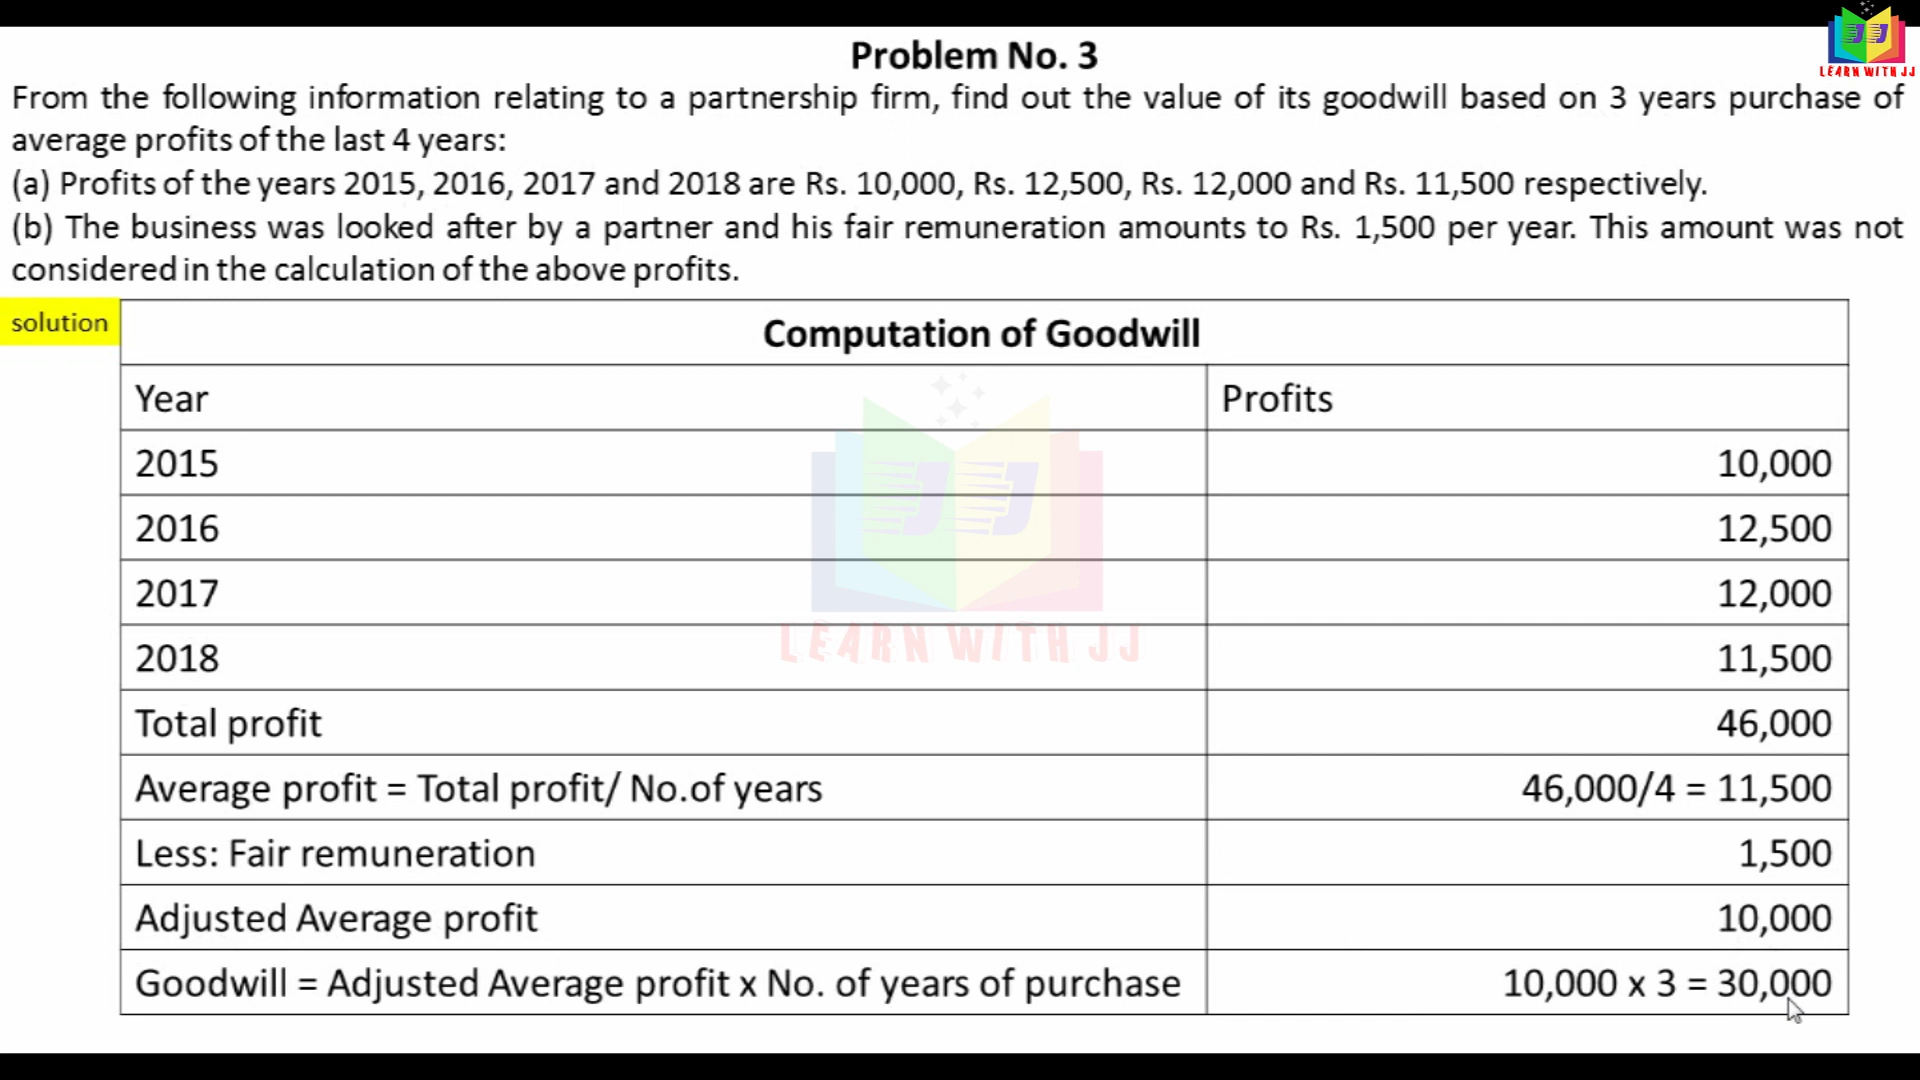 LEARN WITH JJ
Problem No. 3
From the following information relating to a partnership firm, find out the value of its goodwill based on 3 years purchase of
average profits of the last 4 years:
(a) Profits of the years 2015, 2016, 2017 and 2018 are Rs. 10,000, Rs. 12,500, Rs. 12,000 and Rs. 11,500 respectively.
(b) The business was looked after by a partner and his fair remuneration amounts to Rs. 1,500 per year. This amount was not
considered in the calculation of the above profits.
solution
Computation of Goodwill
Year Profits
2015 10,000
2016 12,500
2017 12,000
2018 11,500
LEARN WITH JJ
Total profit 46,000
Average profit = Total profit/ No.of years 46,000/4 = 11,500
Less: Fair remuneration 1,500
Adjusted Average profit 10,000
Goodwill = Adjusted Average profit x No. of years of purchase 10,000 x 3 = 30,000